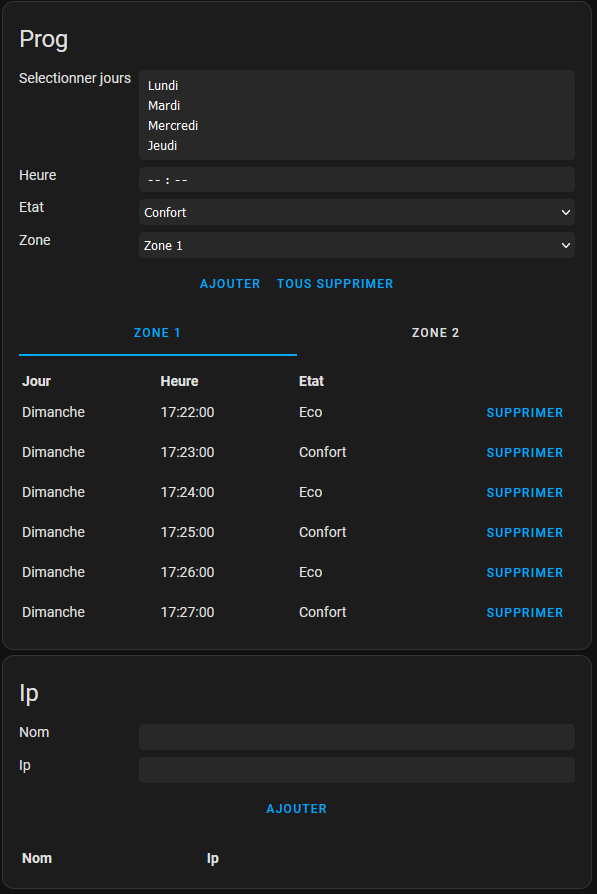 Prog
Selectionner jours
Lundi
Mardi
Mercredi
Jeudi
Heure
-- : --
Etat
Confort
Zone
Zone 1
AJOUTER TOUS SUPPRIMER
ZONE 1 ZONE 2
Jour Heure Etat
Dimanche 17:22:00 Eco SUPPRIMER
Dimanche 17:23:00 Confort SUPPRIMER
Dimanche 17:24:00 Eco SUPPRIMER
Dimanche 17:25:00 Confort SUPPRIMER
Dimanche 17:26:00 Eco SUPPRIMER
Dimanche 17:27:00 Confort SUPPRIMER
Ip
Nom
Ip
AJOUTER
Nom Ip